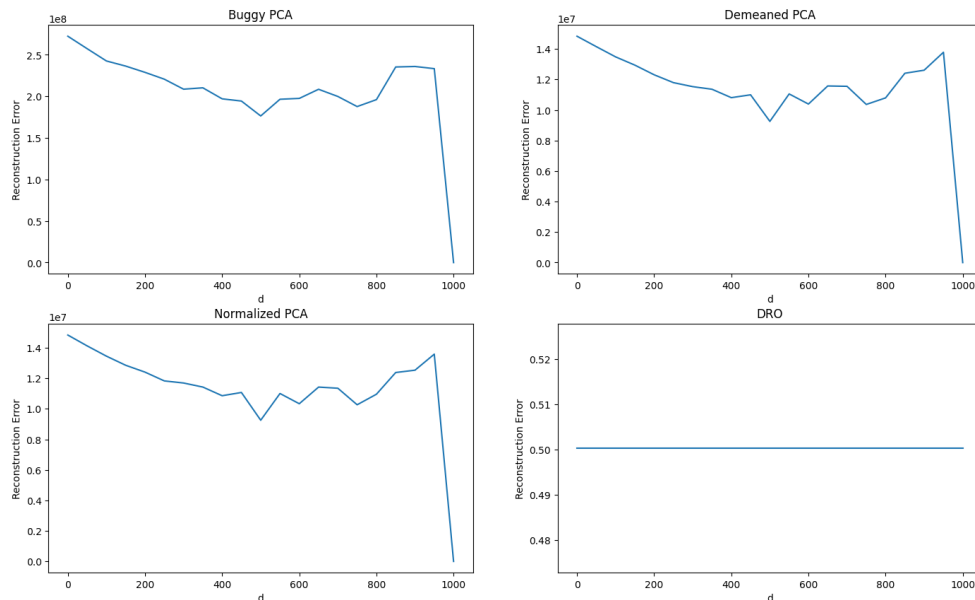 Buggy PCA
1e8
Reconstruction Error
2.5
2.0
1.5
1.0
0.5
0.0
0 200 400 600 800 1000
d
Demeaned PCA
1e7
Reconstruction Error
1.4
1.2
1.0
0.8
0.6
0.4
0.2
0.0
0 200 400 600 800 1000
d
Normalized PCA
1e7
Reconstruction Error
1.4
1.2
1.0
0.8
0.6
0.4
0.2
0.0
0 200 400 600 800 1000
d
DRO
Reconstruction Error
0.52
0.51
0.50
0.49
0.48
0 200 400 600 800 1000
d